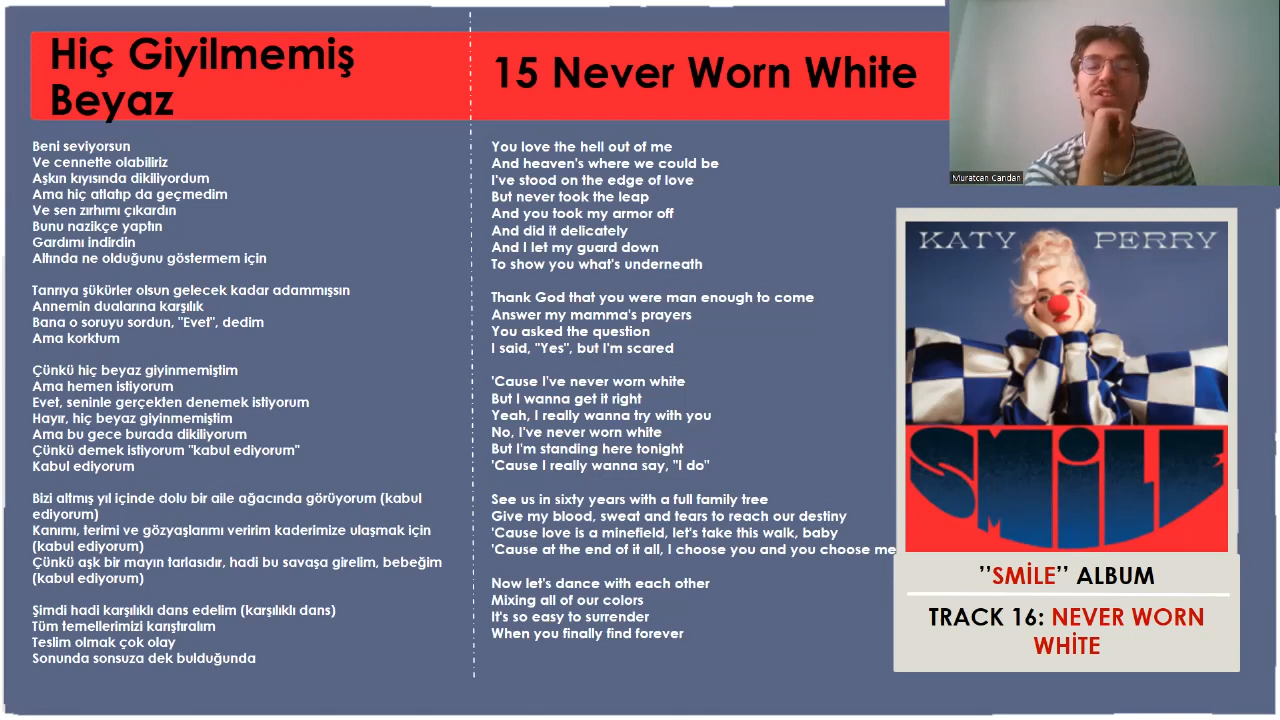 Hiç Giyilmemiş
Beyaz
Beni seviyorsun
Ve cennette olabiliriz
Aşkın kıyısında dikiliyordum
Ama hiç atlatıp da geçmedim
Ve sen zırhımı çıkardın
Bunu nazikçe yaptın
Gardımı indirdin
Altında ne olduğunu göstermem için
Tanrıya şükürler olsun gelecek kadar adammışsın
Annemin dualarına karşılık
Bana o soruyu sordun, "Evet", dedim
Ama korktum
Çünkü hiç beyaz giyinmemiştim
Ama hemen istiyorum
Evet, seninle gerçekten denemek istiyorum
Hayır, hiç beyaz giyinmemiştim
Ama bu gece burada dikiliyorum
Çünkü demek istiyorum "kabul ediyorum"
Kabul ediyorum
Bizi altmış yıl içinde dolu bir aile ağacında görüyorum (kabul
ediyorum)
Kanımı, terimi ve gözyaşlarımı veririm kaderimize ulaşmak için
(kabul ediyorum)
Çünkü aşk bir mayın tarlasıdır, hadi bu savaşa girelim, bebeğim
(kabul ediyorum)
Şimdi hadi karşılıklı dans edelim (karşılıklı dans)
Tüm temellerimizi karıştıralım
Teslim olmak çok olay
Sonunda sonsuza dek bulduğunda
15 Never Worn White
You love the hell out of me
And heaven's where we could be
I've stood on the edge of love
But never took the leap
And you took my armor off
And did it delicately
And I let my guard down
To show you what's underneath
Thank God that you were man enough to come
Answer my mamma's prayers
You asked the question
I said, "Yes", but I'm scared
'Cause I've never worn white
But I wanna get it right
Yeah, I really wanna try with you
No, I've never worn white
But I'm standing here tonight
'Cause I really wanna say, "I do"
See us in sixty years with a full family tree
Give my blood, sweat and tears to reach our destiny
'Cause love is a minefield, let's take this walk, baby
'Cause at the end of it all, I choose you and you choose me
Now let's dance with each other
Mixing all of our colors
It's so easy to surrender
When you finally find forever
Muratcan Candan
KATY PERRY
SMiLE
’’SMİLE’’ ALBUM
TRACK 16: NEVER WORN
WHİTE